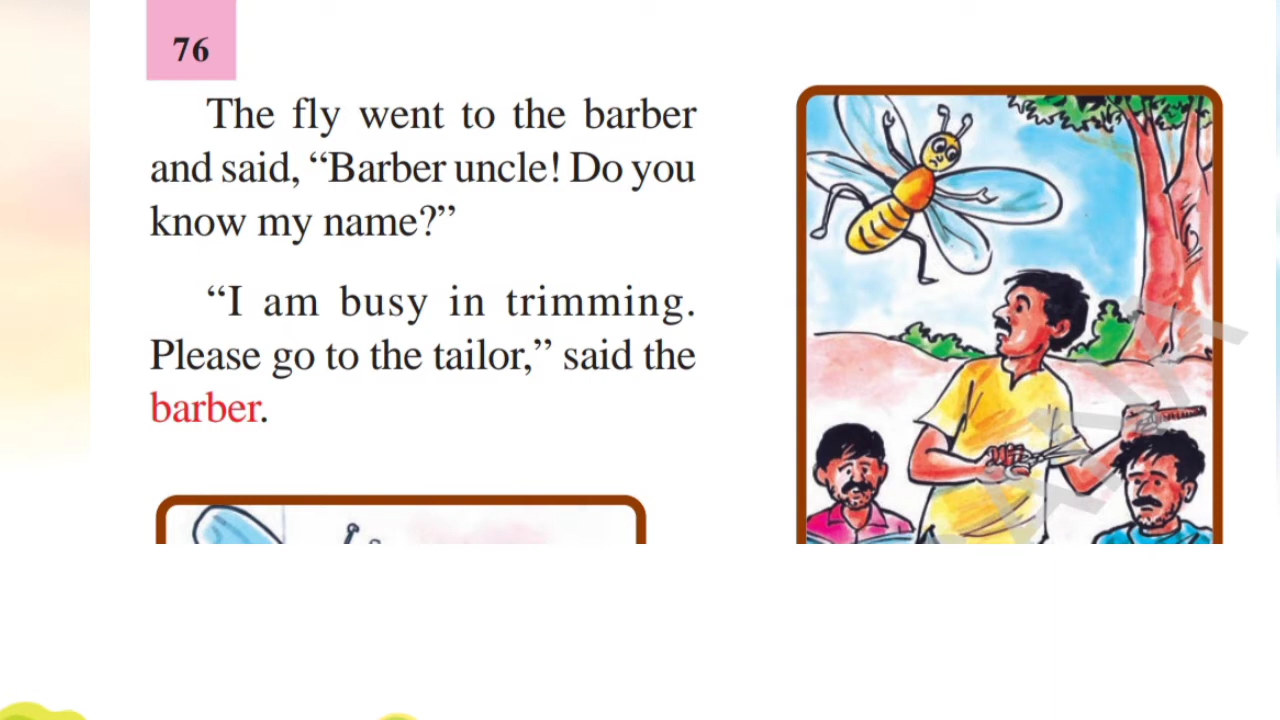 76
The fly went to the barber
and said, “Barber uncle! Do you
know my name?”
“I am busy in trimming.
Please go to the tailor,” said the
barber.